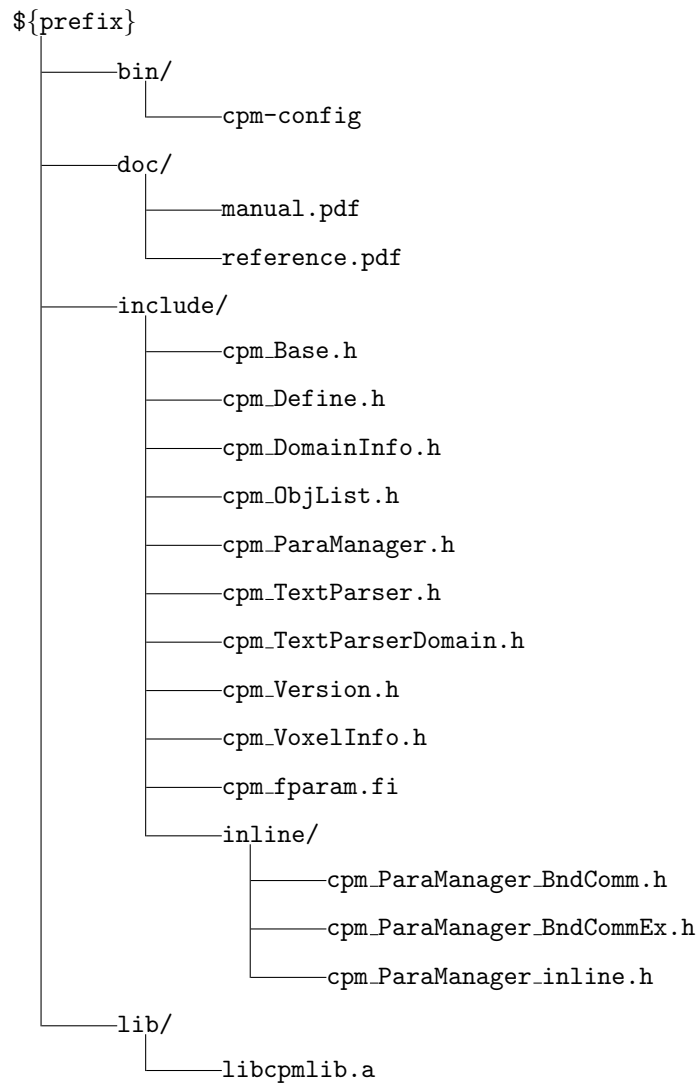 ${prefix}
bin/
cpm-config
doc/
manual.pdf
reference.pdf
include/
cpm_Base.h
cpm_Define.h
cpm_DomainInfo.h
cpm_ObjList.h
cpm_ParaManager.h
cpm_TextParser.h
cpm_TextParserDomain.h
cpm_Version.h
cpm_VoxelInfo.h
cpm_fparam.fi
inline/
cpm_ParaManager_BndComm.h
cpm_ParaManager_BndCommEx.h
cpm_ParaManager_inline.h
lib/
libcpmlib.a